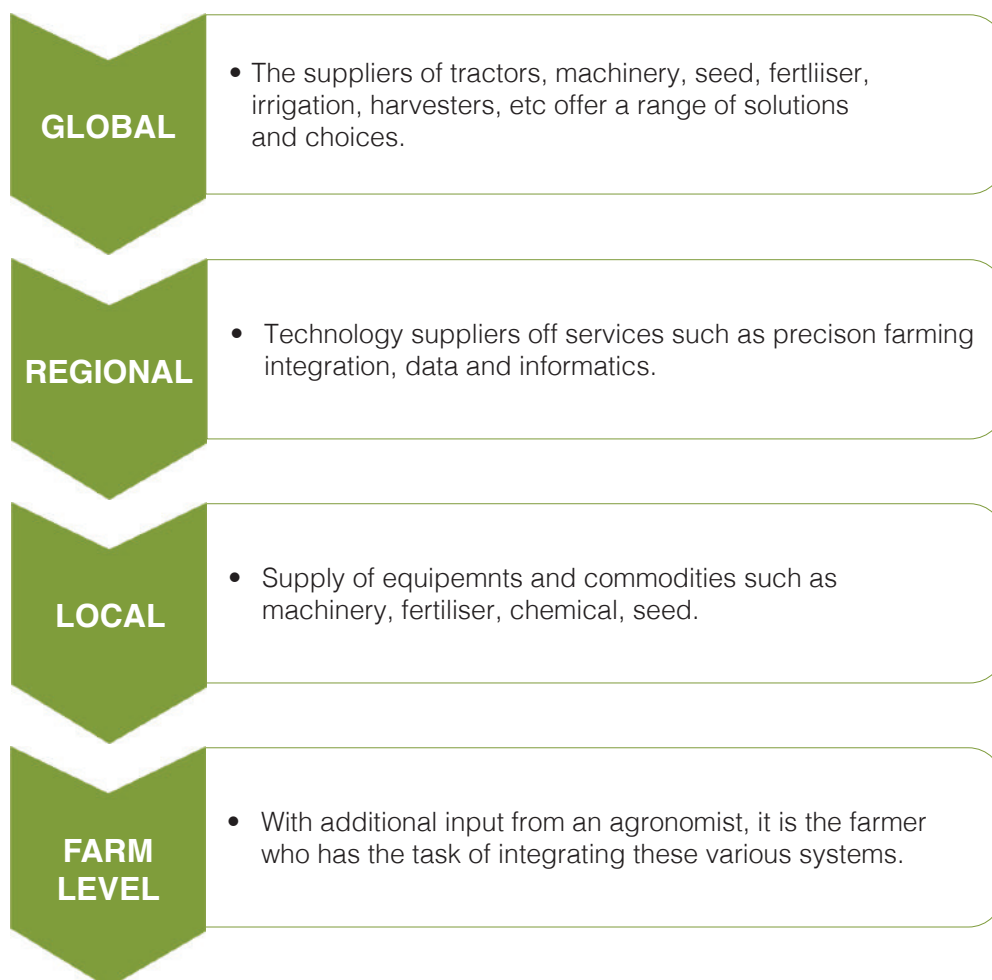 GLOBAL
• The suppliers of tractors, machinery, seed, fertliiser,
irrigation, harvesters, etc offer a range of solutions
and choices.
REGIONAL
• Technology suppliers off services such as precison farming
integration, data and informatics.
LOCAL
• Supply of equipemnts and commodities such as
machinery, fertiliser, chemical, seed.
FARM
LEVEL
• With additional input from an agronomist, it is the farmer
who has the task of integrating these various systems.